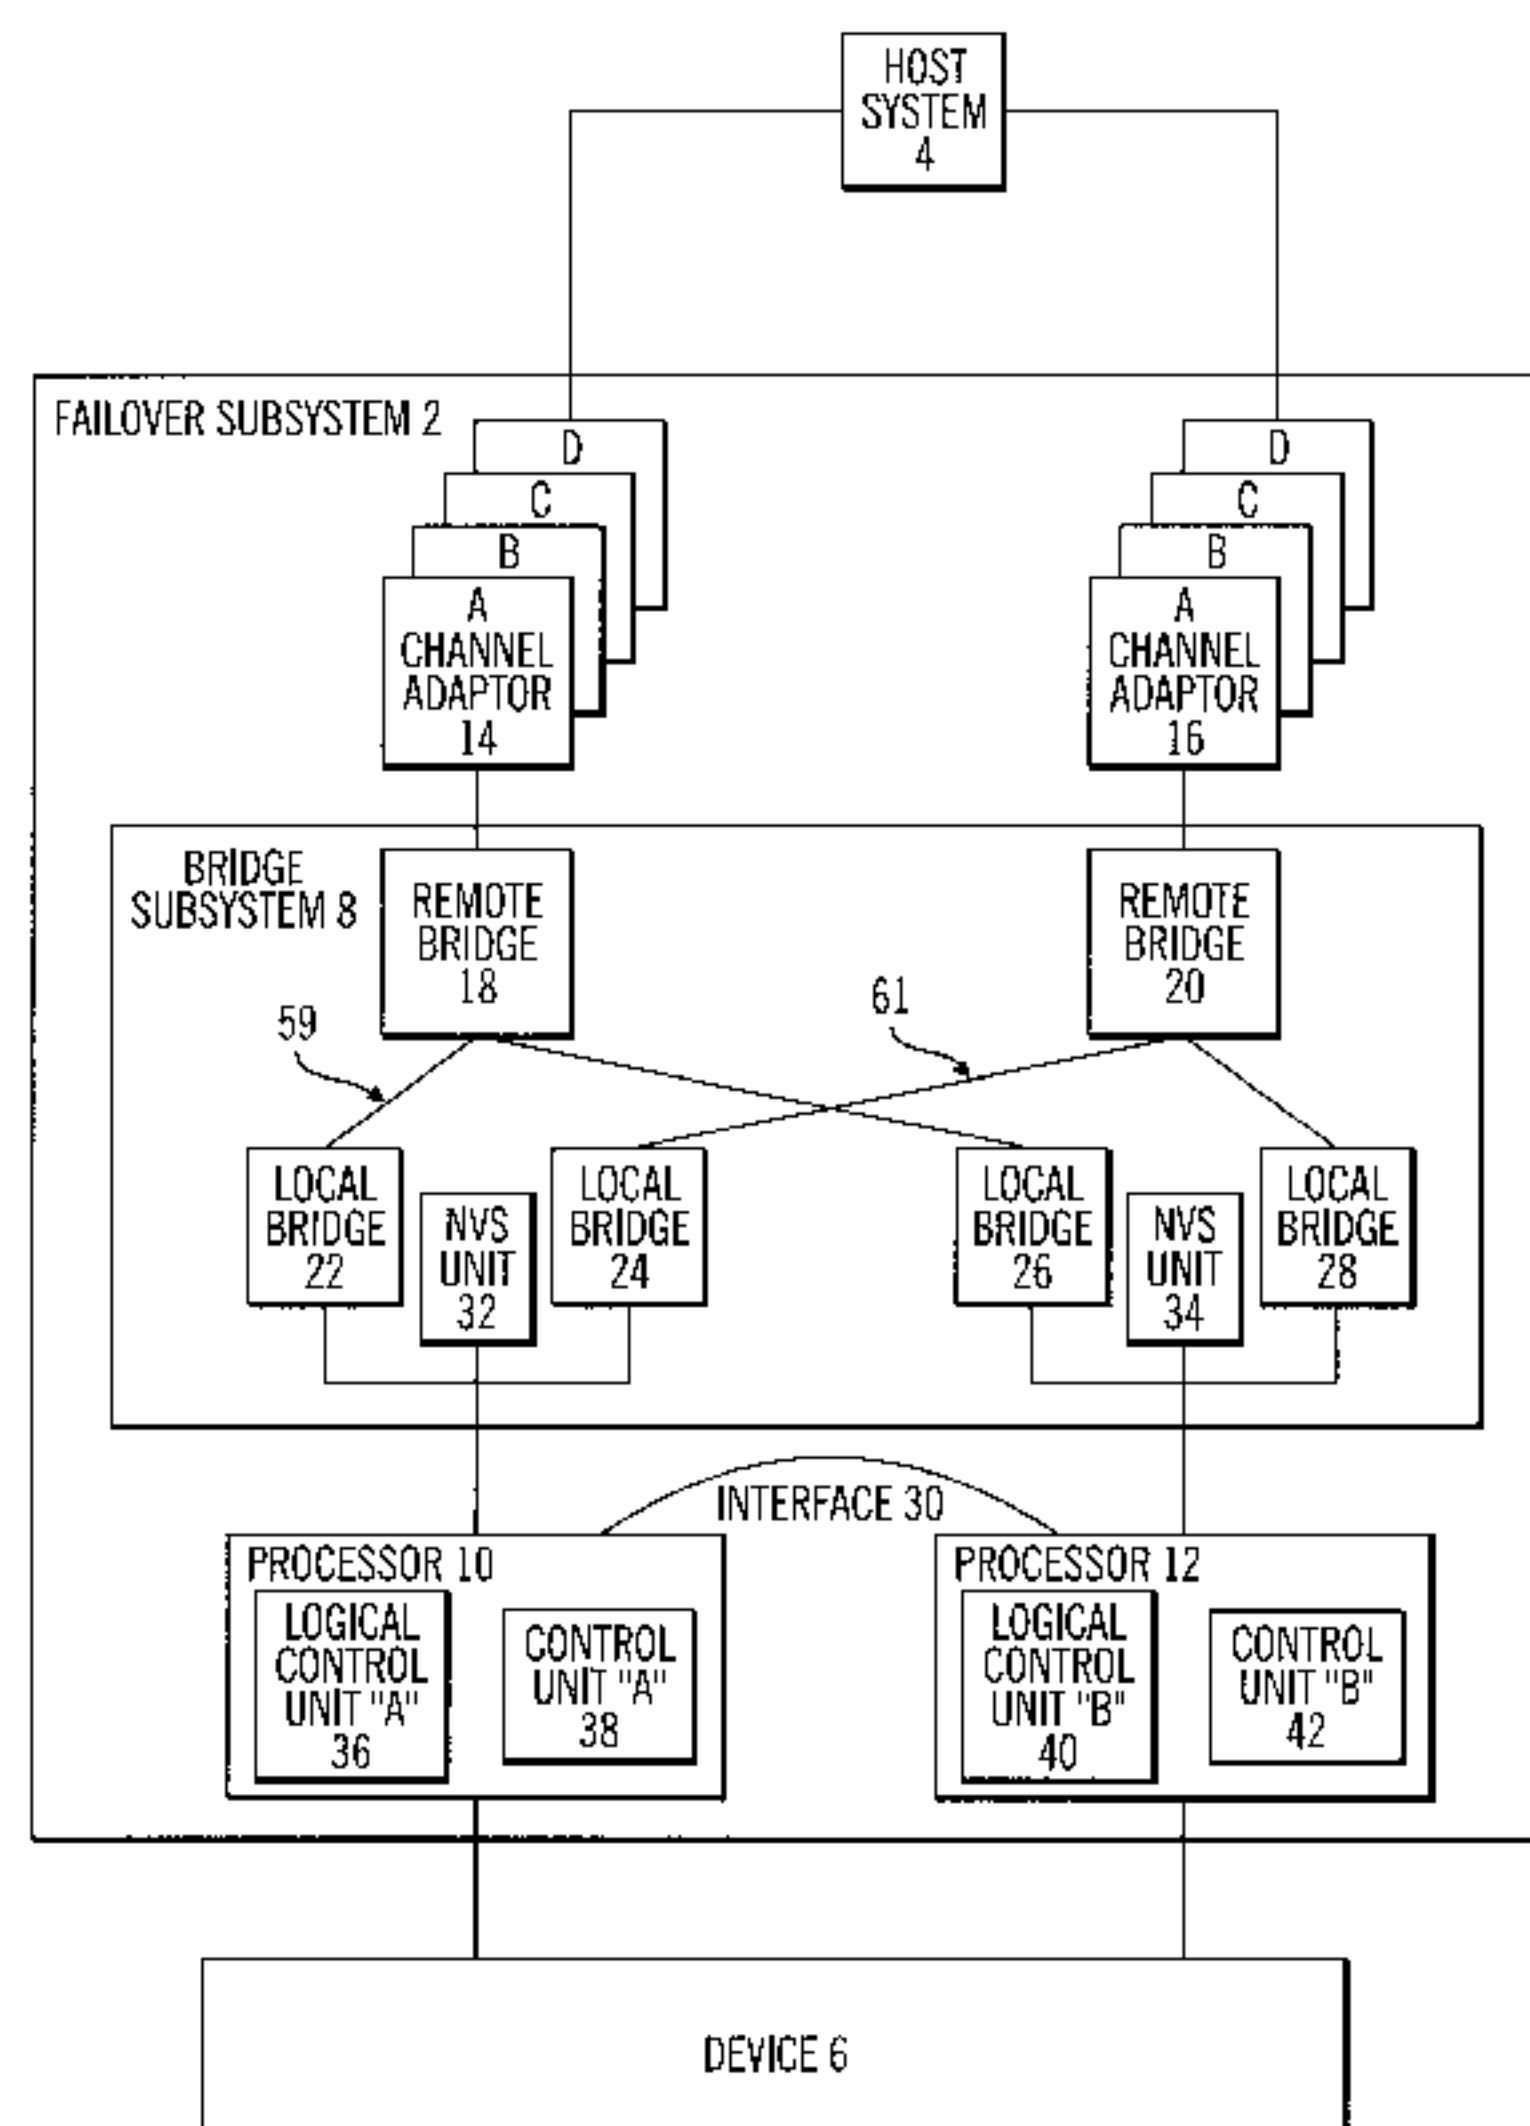 HOST
SYSTEM
4
FAILOVER SUBSYSTEM 2
D
C
B
A
CHANNEL
ADAPTOR
14
D
C
B
A
CHANNEL
ADAPTOR
16
BRIDGE
SUBSYSTEM 8
REMOTE
BRIDGE
18
REMOTE
BRIDGE
20
59
61
LOCAL
BRIDGE
22
NVS
UNIT
32
LOCAL
BRIDGE
24
LOCAL
BRIDGE
26
NVS
UNIT
34
LOCAL
BRIDGE
28
INTERFACE 30
PROCESSOR 10
LOGICAL
CONTROL
UNIT "A"
36
CONTROL
UNIT "A"
38
PROCESSOR 12
LOGICAL
CONTROL
UNIT "B"
40
CONTROL
UNIT "B"
42
DEVICE 6